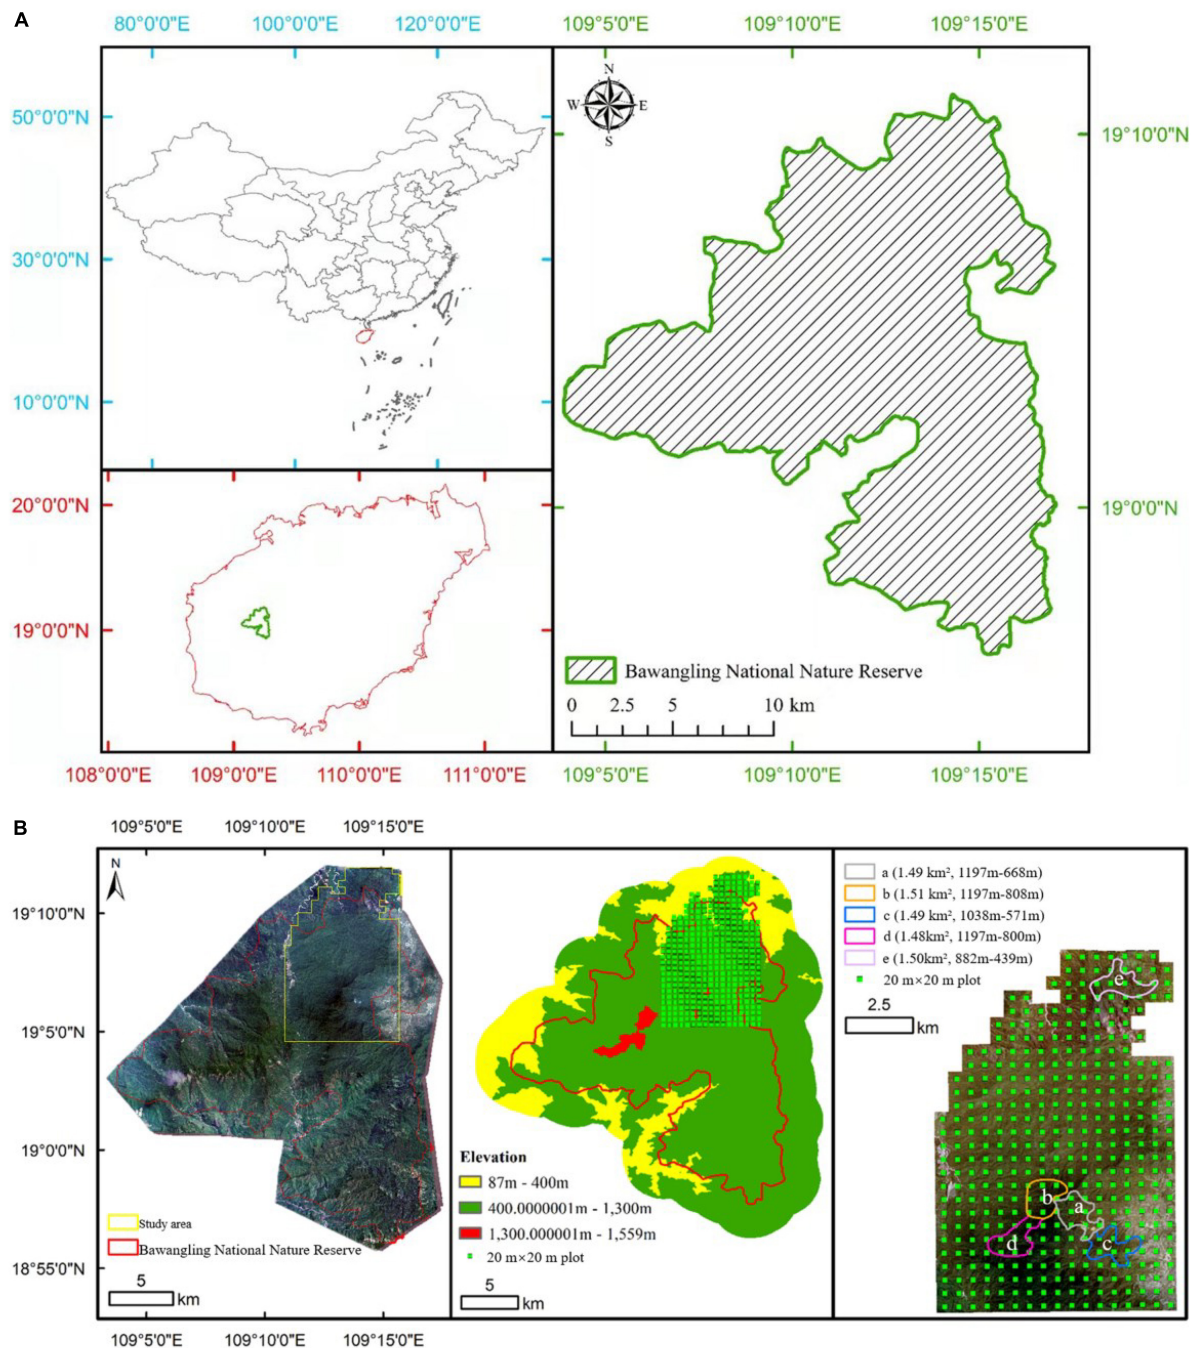 A
80°0'0"E 100°0'0"E 120°0'0"E
109°5'0"E 109°10'0"E 109°15'0"E
50°0'0"N
30°0'0"N
10°0'0"N
N
W E
S
19°10'0"N
19°0'0"N
20°0'0"N
19°0'0"N
Bawangling National Nature Reserve
0 2.5 5 10 km
108°0'0"E 109°0'0"E 110°0'0"E 111°0'0"E
109°5'0"E 109°10'0"E 109°15'0"E
B
109°5'0"E 109°10'0"E 109°15'0"E
N
19°10'0"N
19°5'0"N
19°0'0"N
18°55'0"N
Study area
Bawangling National Nature Reserve
5
km
109°5'0"E 109°10'0"E 109°15'0"E
Elevation
87m - 400m
400.0000001m - 1,300m
1,300.000001m - 1,559m
20 m×20 m plot
5
km
a (1.49 km², 1197m-668m)
b (1.51 km², 1197m-808m)
c (1.49 km², 1038m-571m)
d (1.48km², 1197m-800m)
e (1.50km², 882m-439m)
20 m×20 m plot
2.5
km
e
b
a
d
c